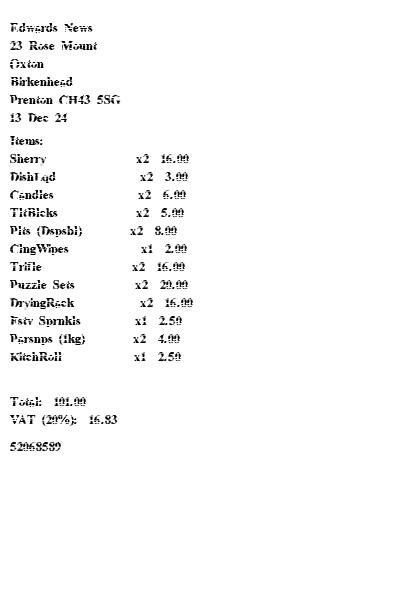 Edwards News
23 Rose Mount
Oxton
Birkenhead
Prenton CH43 5SG
13 Dec 24
Items:
Sherry x2 16.00
DishLqd x2 3.00
Candles x2 6.00
TltBlcks x2 5.00
Plts (Dspsbl) x2 8.00
ClngWipes x1 2.00
Trifle x2 16.00
Puzzle Sets x2 20.00
DryingRack x2 16.00
Fstv Sprnkls x1 2.50
Parsnps (1kg) x2 4.00
KitchRoll x1 2.50
Total: 101.00
VAT (20%): 16.83
52068589